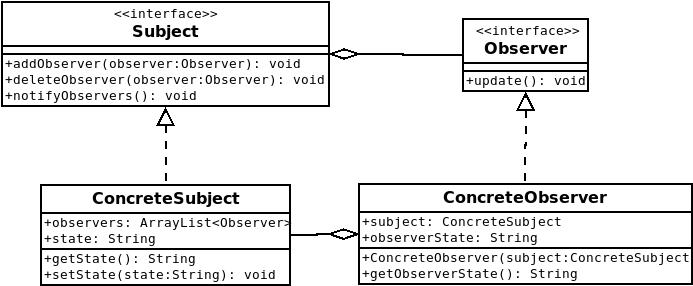 <<interface>>
Subject
+addObserver(observer:Observer): void
+deleteObserver(observer:Observer): void
+notifyObservers(): void
<<interface>>
Observer
+update(): void
ConcreteSubject
+observers: ArrayList<Observer>
+state: String
+getState(): String
+setState(state:String): void
ConcreteObserver
+subject: ConcreteSubject
+observerState: String
+ConcreteObserver(subject:ConcreteSubject
+getObserverState(): String